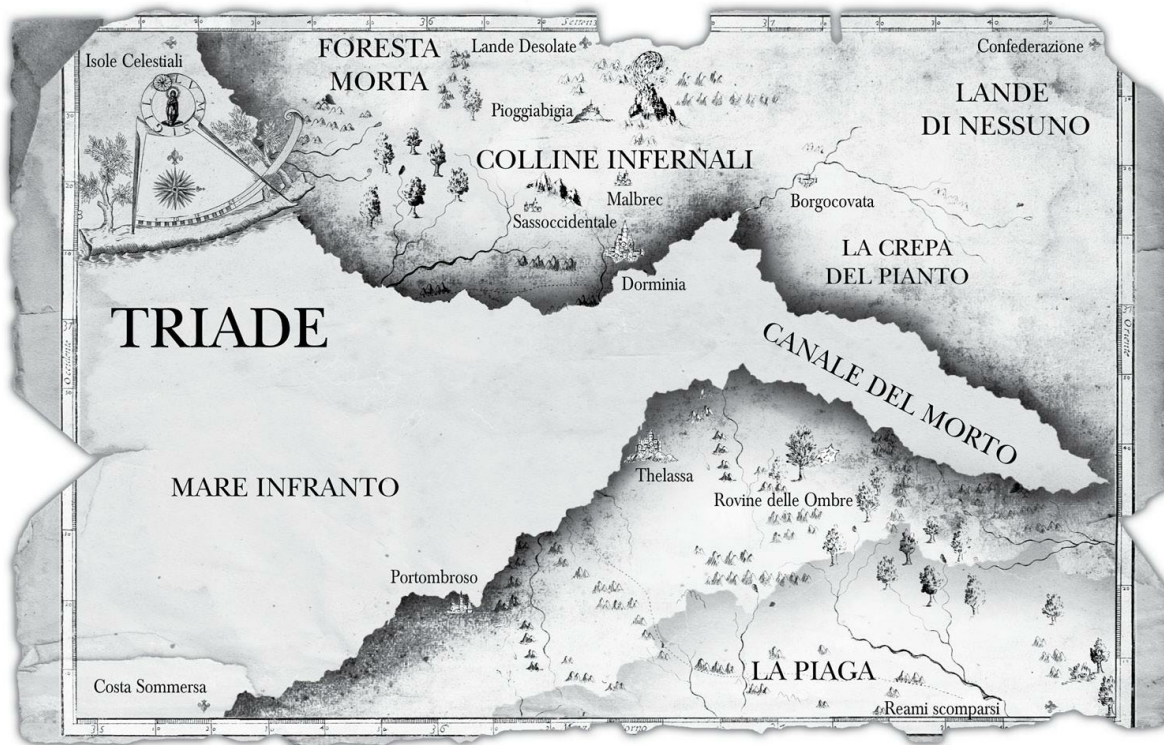 Isole Celestiali
FORESTA
MORTA
Lande Desolate
Confederazione
Pioggiabigia
LANDE
DI NESSUNO
COLLINE INFERNALI
Malbrec
Sassoccidentale
Borgocovata
LA CREPA
DEL PIANTO
Dorminia
TRIADE
CANALE DEL MORTO
MARE INFRANTO
Thelassa
Rovine delle Ombre
Portombroso
LA PIAGA
Costa Sommersa
Reami scomparsi